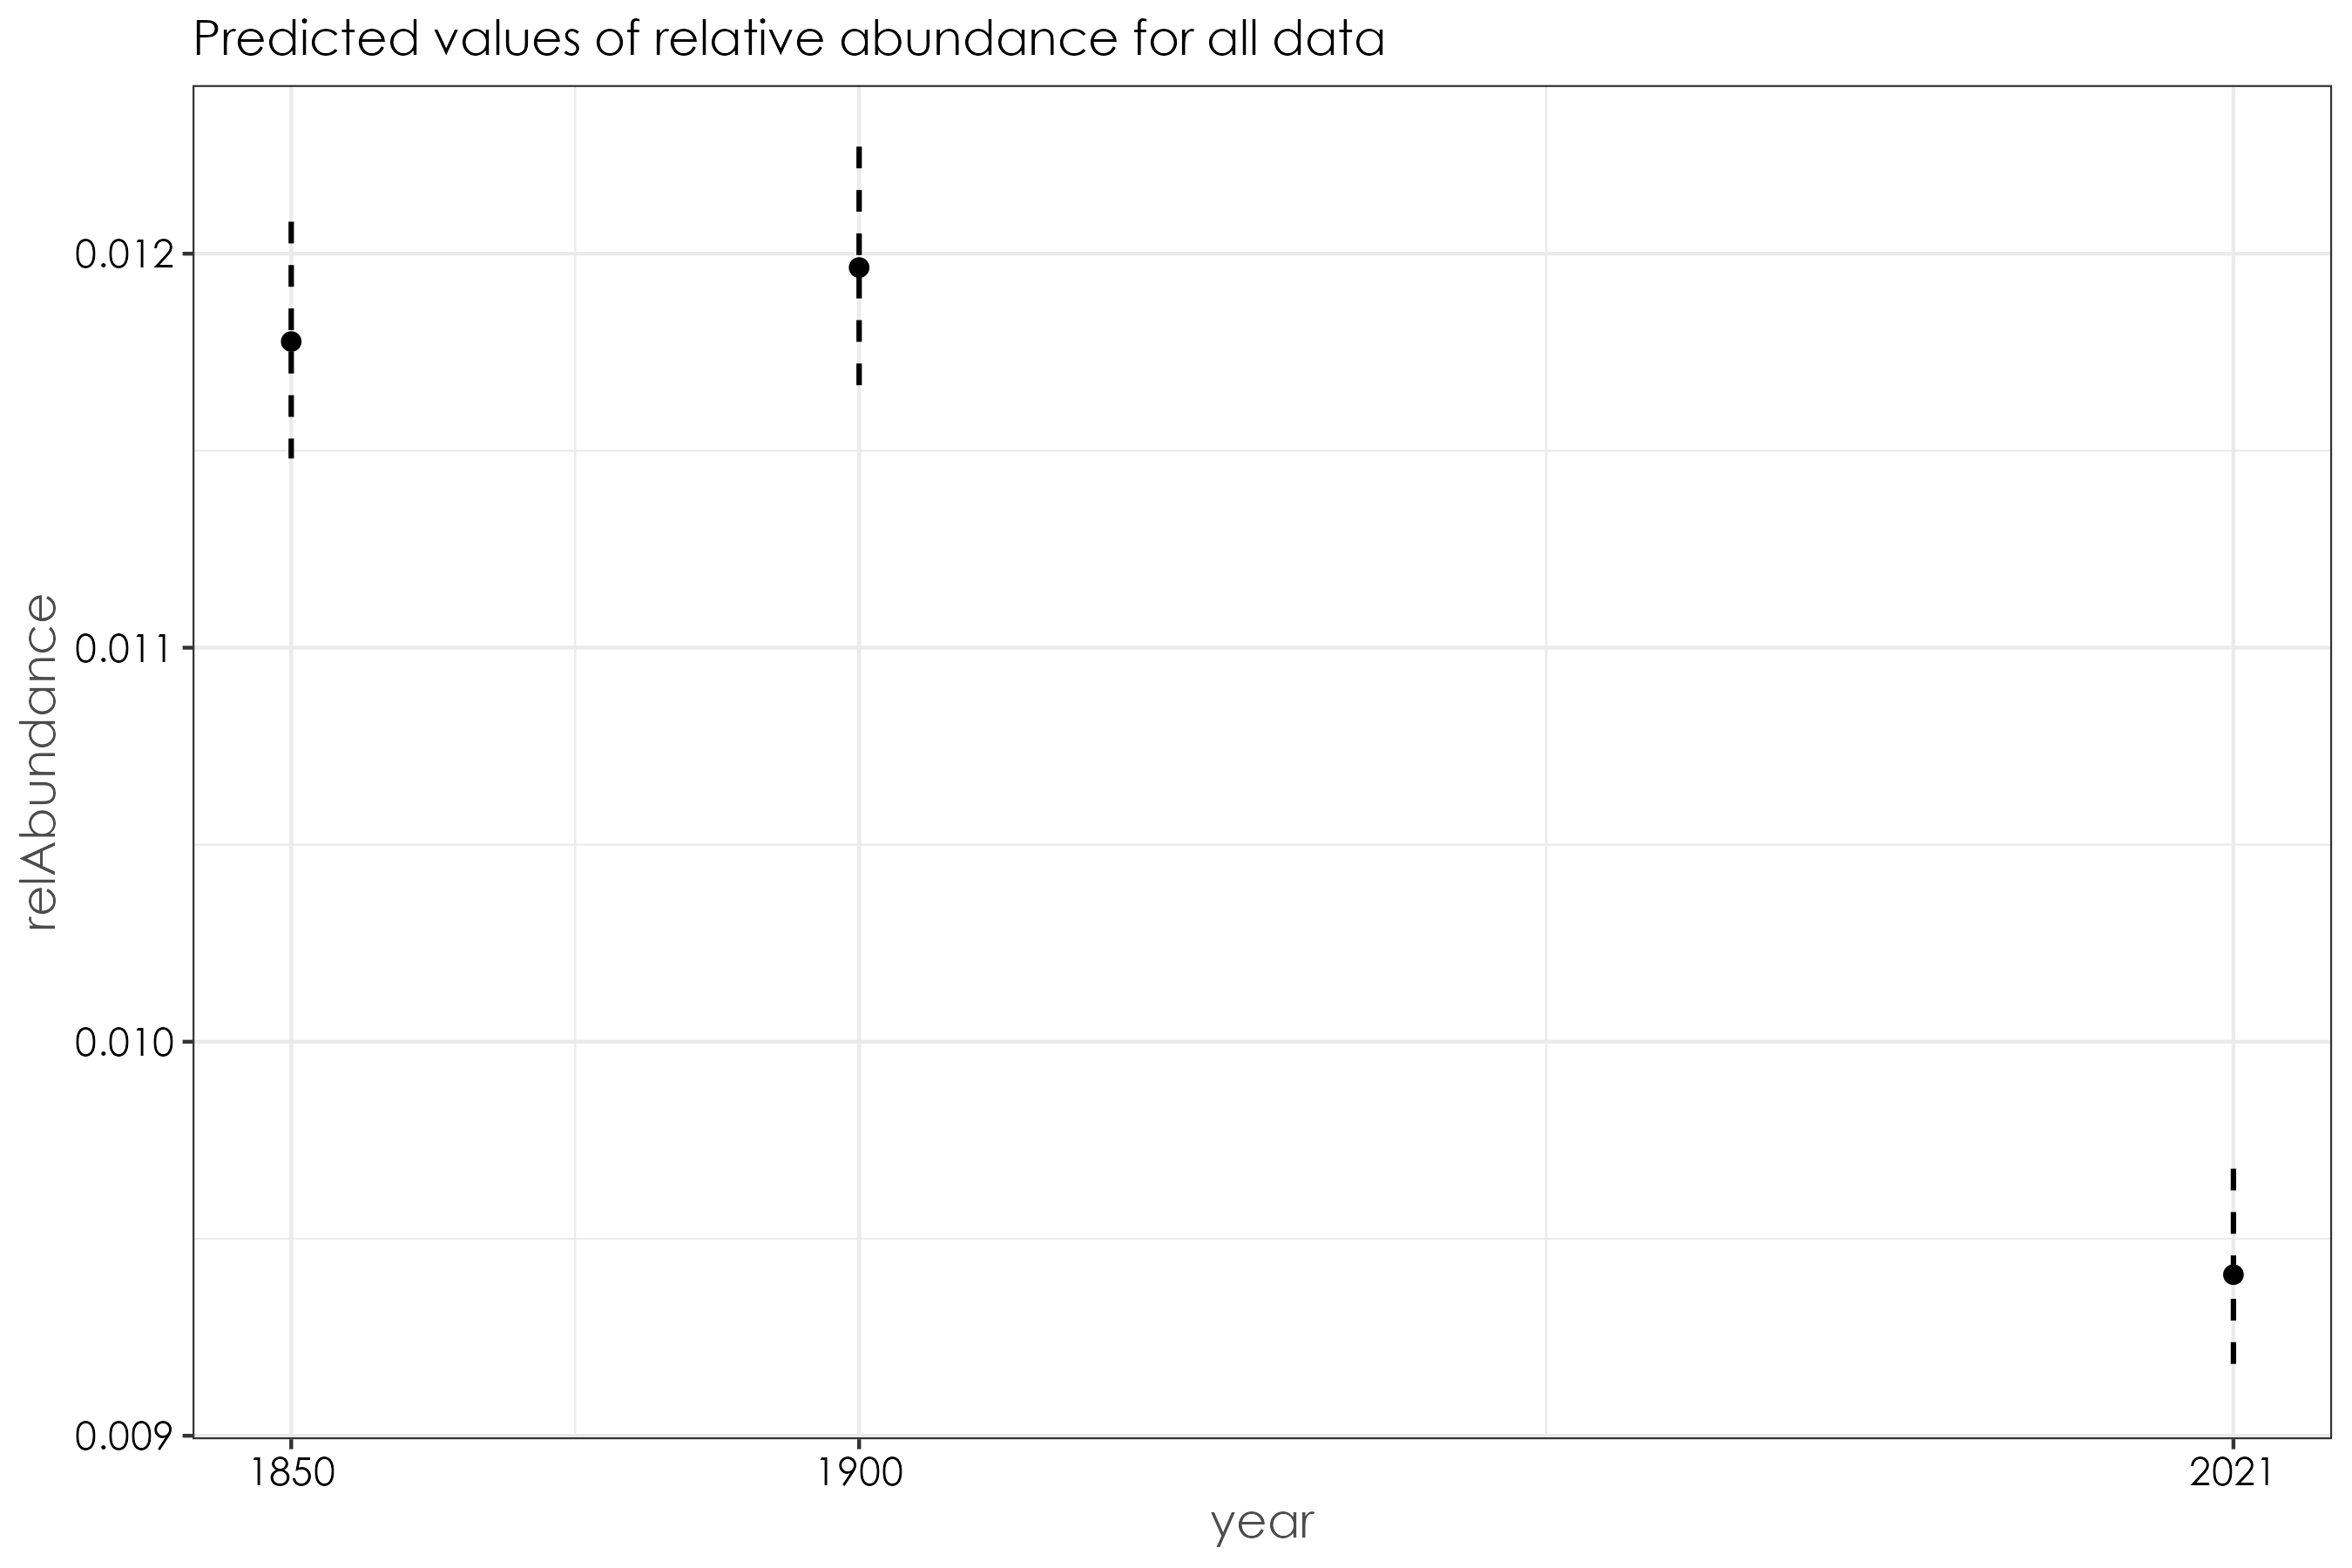 Predicted values of relative abundance for all data
relAbundance
0.012
0.011
0.010
0.009
1850
1900
2021
year